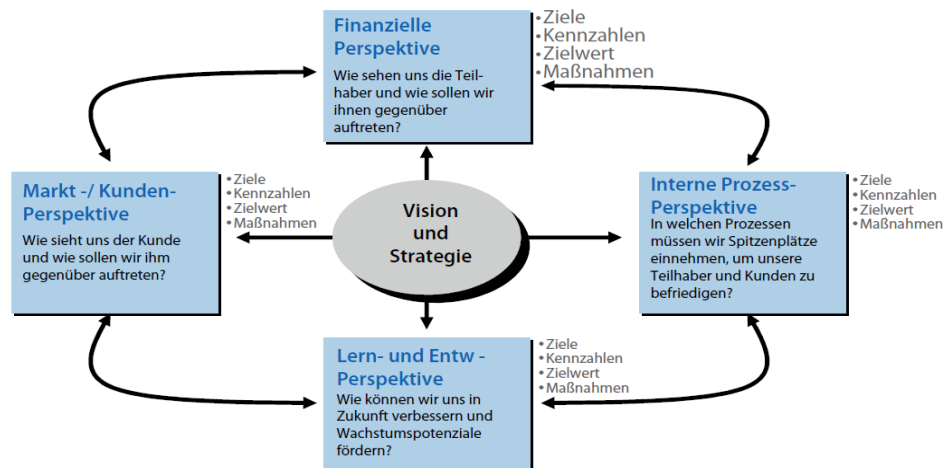 Finanzielle
Perspektive
Wie sehen uns die Teil-
haber und wie sollen wir
ihnen gegenüber
auftreten?
•Ziele
•Kennzahlen
•Zielwert
•Maßnahmen
Markt -/ Kunden-
Perspektive
Wie sieht uns der Kunde
und wie sollen wir ihm
gegenüber auftreten?
•Ziele
•Kennzahlen
•Zielwert
•Maßnahmen
Vision
und
Strategie
Interne Prozess-
Perspektive
In welchen Prozessen
müssen wir Spitzenplätze
einnehmen, um unsere
Teilhaber und Kunden zu
befriedigen?
•Ziele
•Kennzahlen
•Zielwert
•Maßnahmen
Lern- und Entw -
Perspektive
Wie können wir uns in
Zukunft verbessern und
Wachstumspotenziale
fördern?
•Ziele
•Kennzahlen
•Zielwert
•Maßnahmen